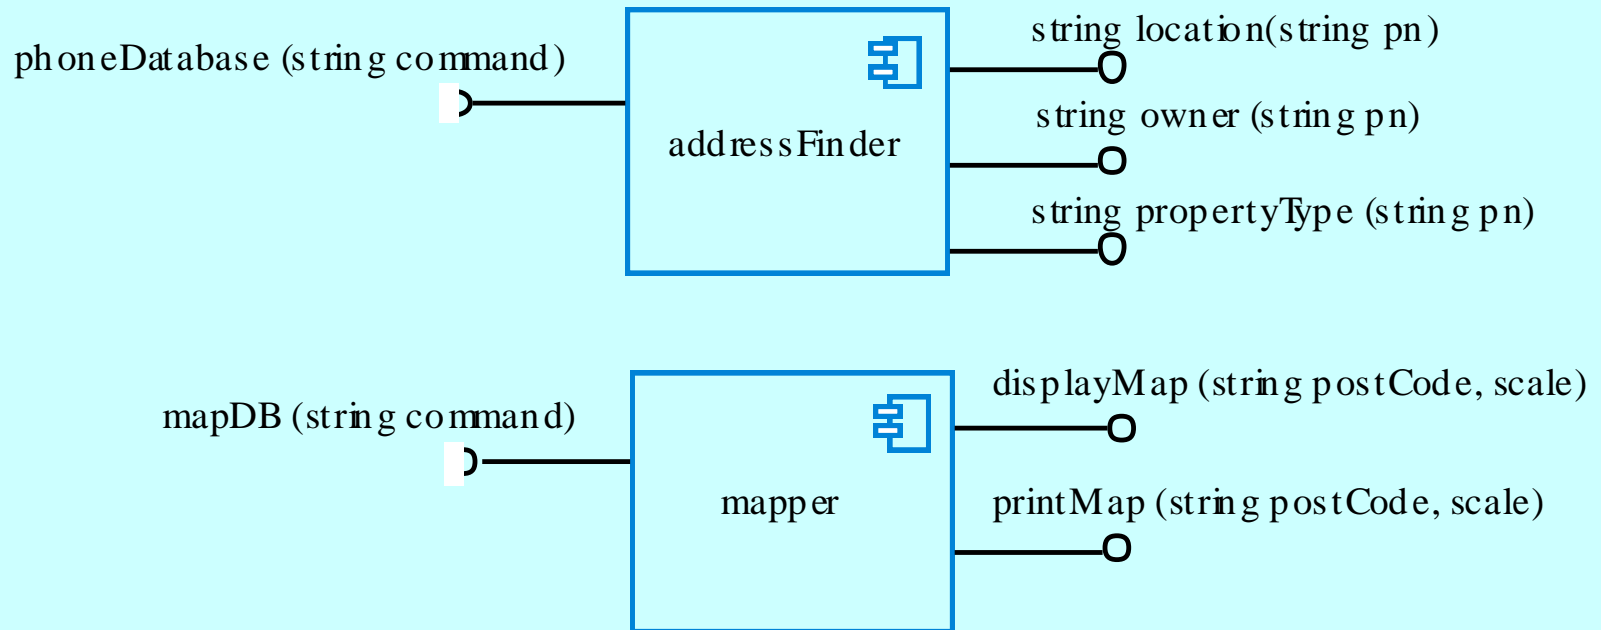 string location(string pn)
phoneDatabase (string command)
string owner (string pn)
addressFinder
string propertyType (string pn)
displayMap (string postCode, scale)
mapDB (string command)
mapper
printMap (string postCode, scale)